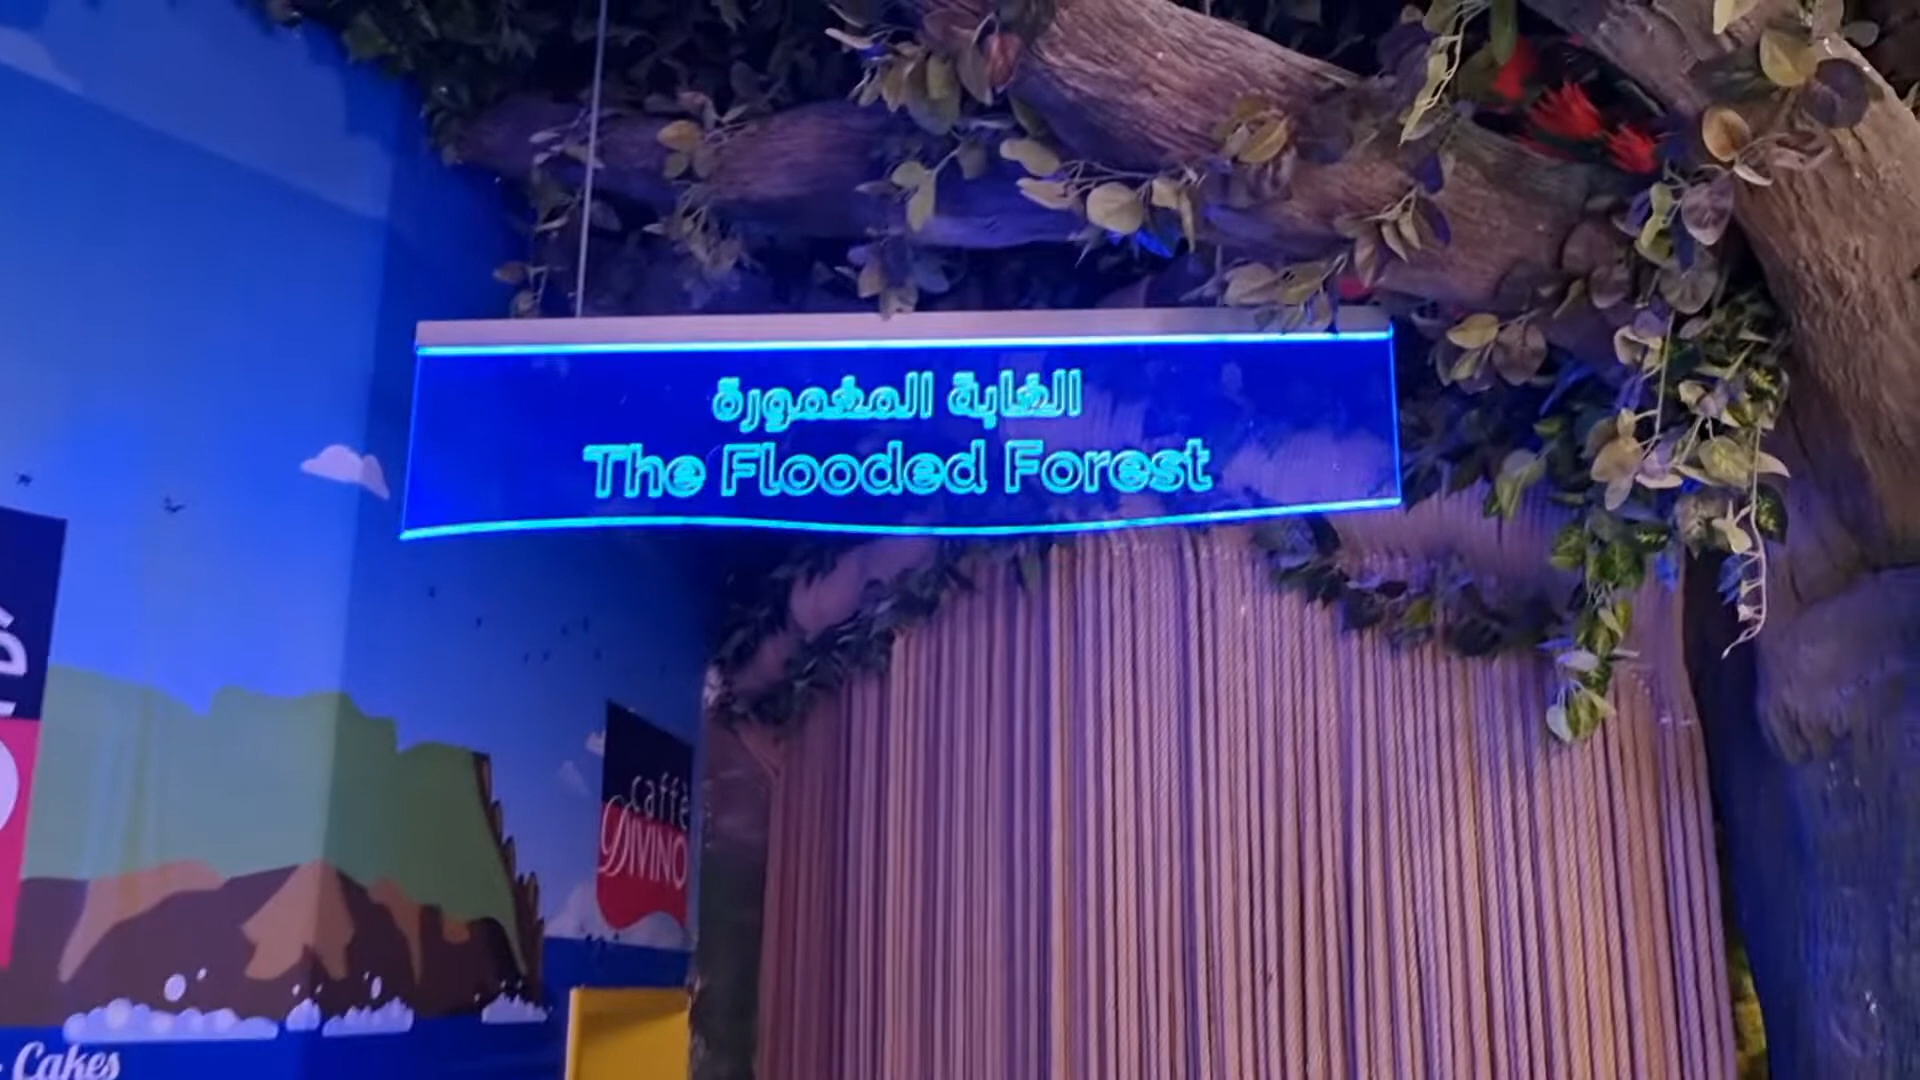 الغابة المغمورة
The Flooded Forest
caffè
DIVINO
Cakes